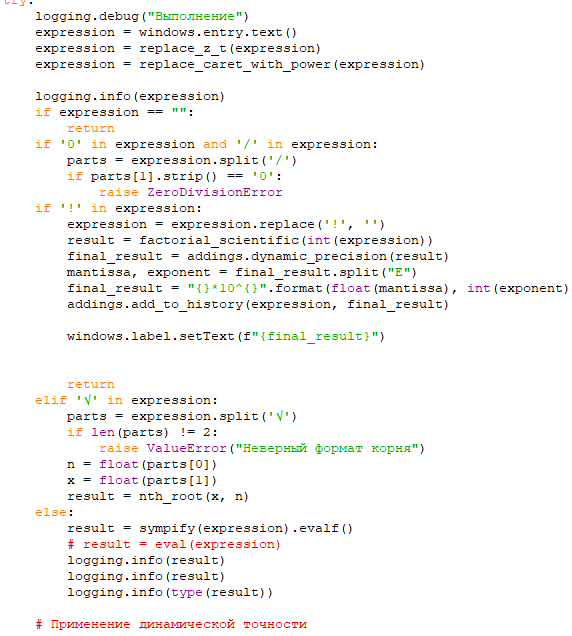 try:
logging.debug("Выполнение")
expression = windows.entry.text()
expression = replace_z_t(expression)
expression = replace_caret_with_power(expression)
logging.info(expression)
if expression == "":
return
if '0' in expression and '/' in expression:
parts = expression.split('/')
if parts[1].strip() == '0':
raise ZeroDivisionError
if '!' in expression:
expression = expression.replace('!', '')
result = factorial_scientific(int(expression))
final_result = addings.dynamic_precision(result)
mantissa, exponent = final_result.split("E")
final_result = "{}*10^{}".format(float(mantissa), int(exponent)
addings.add_to_history(expression, final_result)
windows.label.setText(f"{final_result}")
return
elif '√' in expression:
parts = expression.split('√')
if len(parts) != 2:
raise ValueError("Неверный формат корня")
n = float(parts[0])
x = float(parts[1])
result = nth_root(x, n)
else:
result = sympify(expression).evalf()
# result = eval(expression)
logging.info(result)
logging.info(result)
logging.info(type(result))
# Применение динамической точности